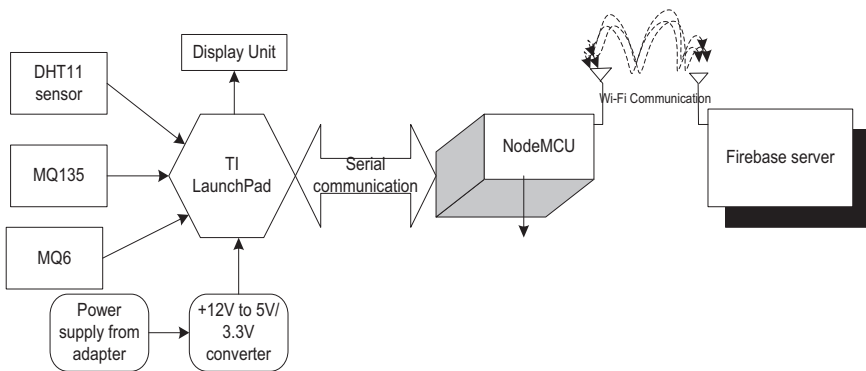 Display Unit
DHT11
sensor
Wi-Fi Communication
TI
LaunchPad
Serial
communication
NodeMCU
Firebase server
MQ135
MQ6
Power
supply from
adapter
+12V to 5V/
3.3V
converter